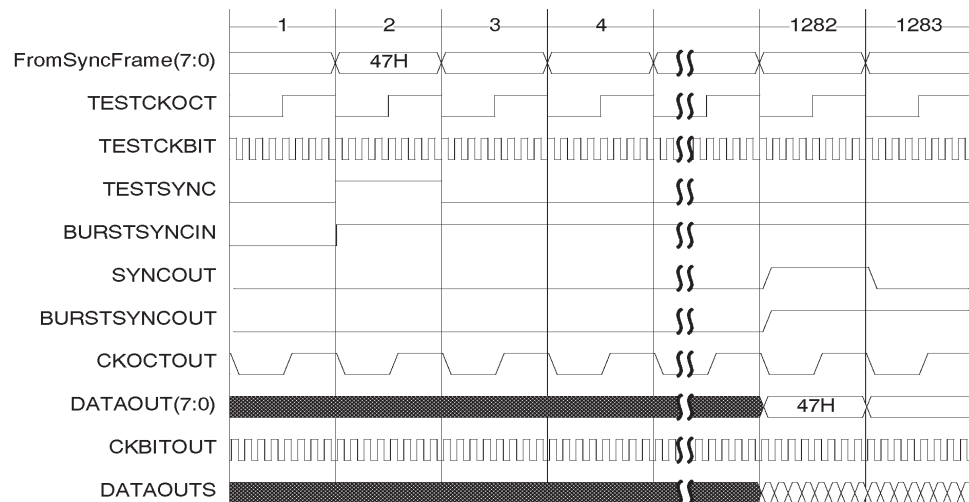 1 2 3 4 1282 1283
FromSyncFrame(7:0) 47H
TESTCKOCT
TESTCKBIT
TESTSYNC
BURSTSYNCIN
SYNCOUT
BURSTSYNCOUT
CKOCTOUT
DATAOUT(7:0) 47H
CKBITOUT
DATAOUTS